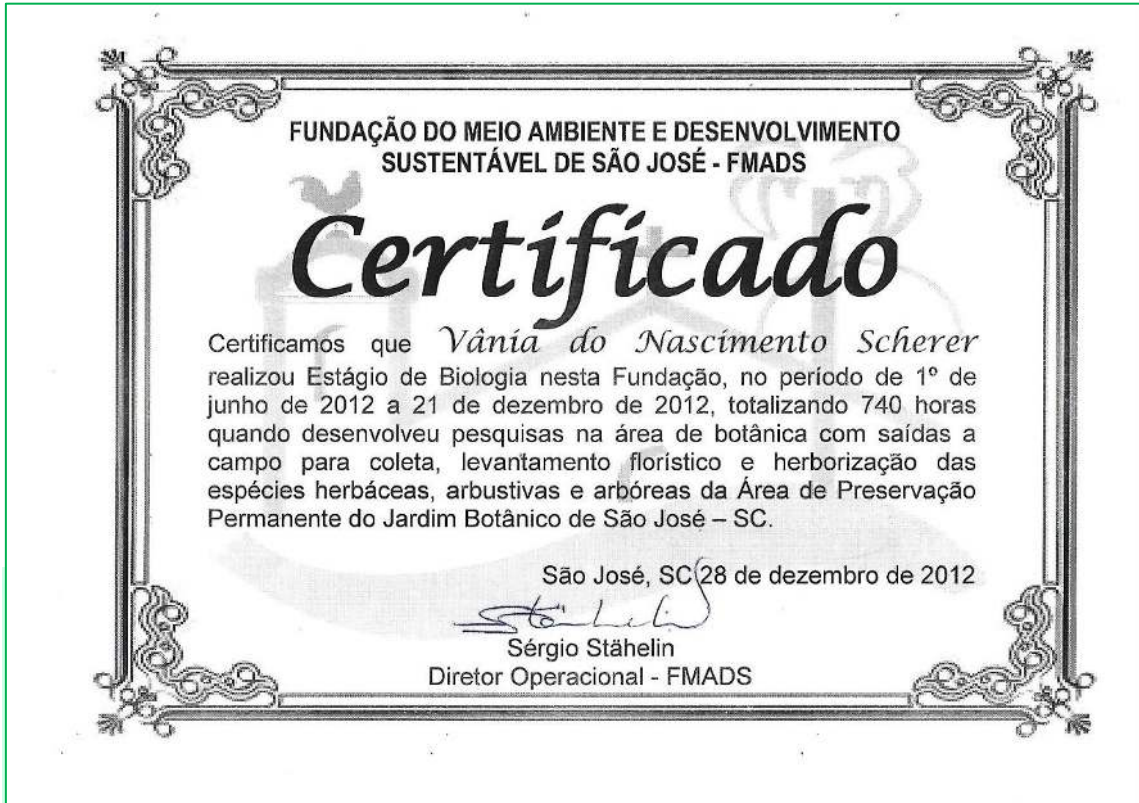 FUNDAÇÃO DO MEIO AMBIENTE E DESENVOLVIMENTO
SUSTENTÁVEL DE SÃO JOSÉ - FMADS
Certificado
Certificamos que Vânia do Nascimento Scherer
realizou Estágio de Biologia nesta Fundação, no período de 1º de
junho de 2012 a 21 de dezembro de 2012, totalizando 740 horas
quando desenvolveu pesquisas na área de botânica com saídas a
campo para coleta, levantamento florístico e herborização das
espécies herbáceas, arbustivas e arbóreas da Área de Preservação
Permanente do Jardim Botânico de São José – SC.
São José, SC 28 de dezembro de 2012
Stähelin
Sérgio Stähelin
Diretor Operacional - FMADS